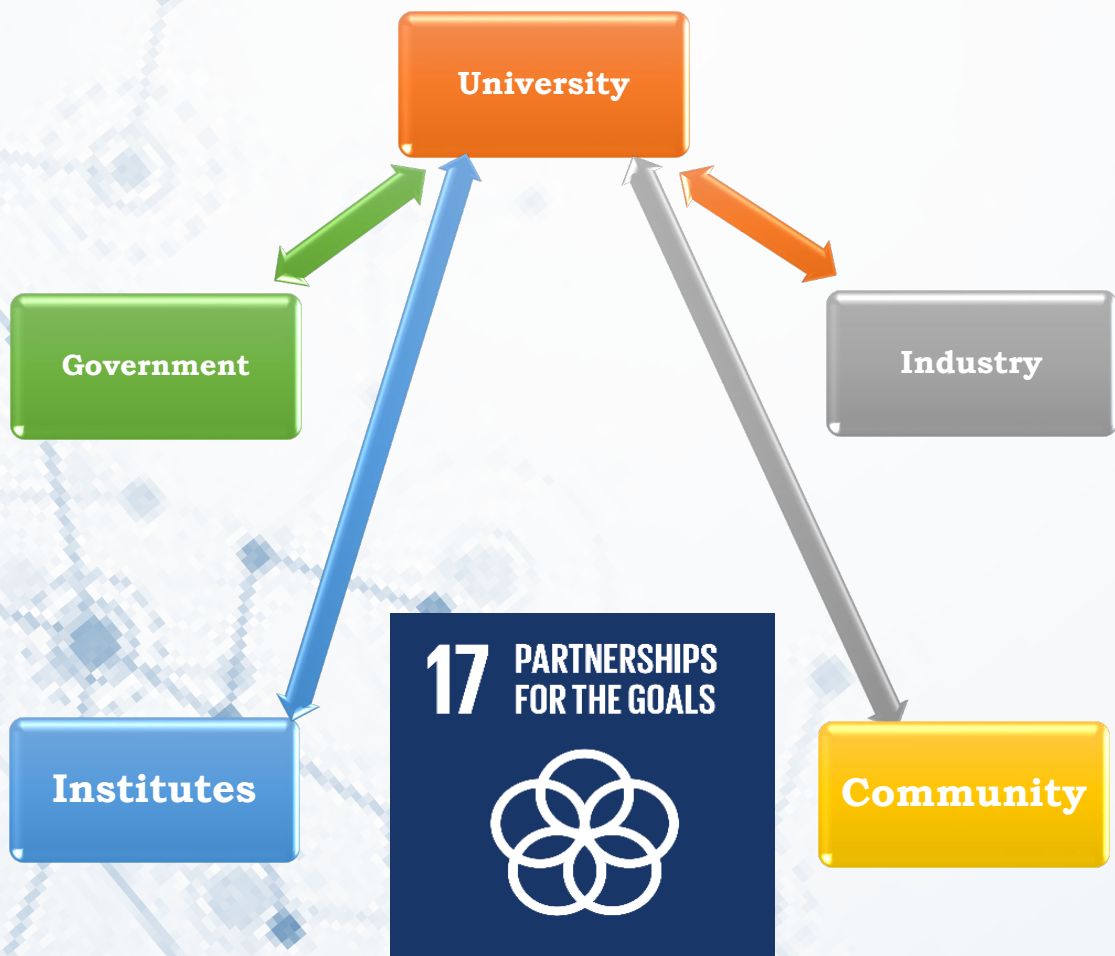 University
Government
Industry
17 PARTNERSHIPS
FOR THE GOALS
Institutes
Community